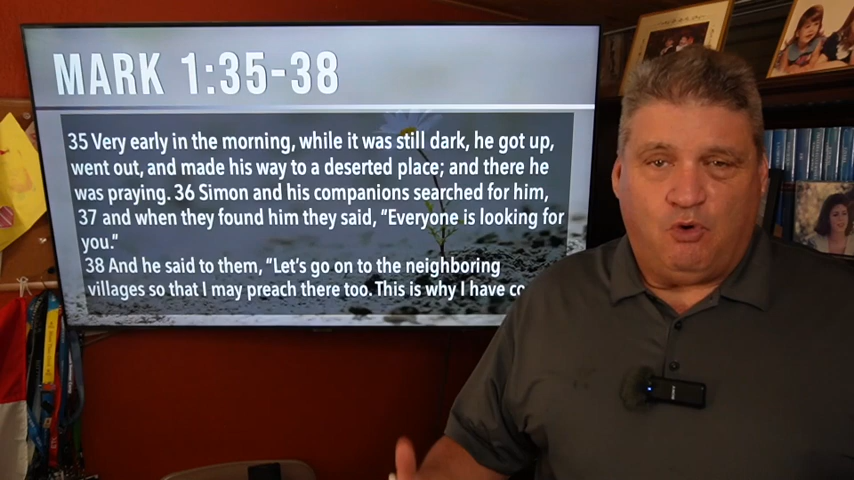 MARK 1:35-38
35 Very early in the morning, while it was still dark, he got up,
went out, and made his way to a deserted place; and there he
was praying. 36 Simon and his companions searched for him,
37 and when they found him they said, "Everyone is looking for
you."
38 And he said to them, "Let's go on to the neighboring
villages so that I may preach there too. This is why I have